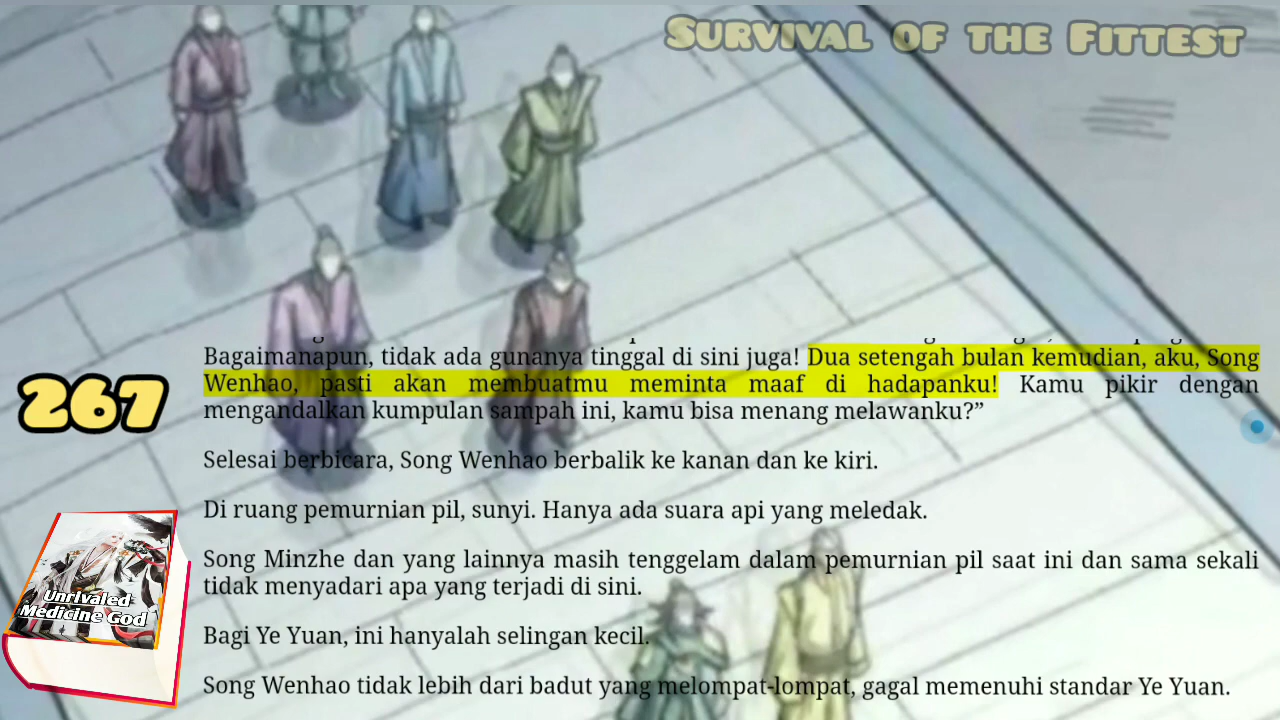 SURVIVAL OF THE FITTEST
Bagaimanapun, tidak ada gunanya tinggal di sini juga! Dua setengah bulan kemudian, aku, Song
Wenhao, pasti akan membuatmu meminta maaf di hadapanku! Kamu pikir dengan
mengandalkan kumpulan sampah ini, kamu bisa menang melawanku?”
267
Selesai berbicara, Song Wenhao berbalik ke kanan dan ke kiri.
Di ruang pemurnian pil, sunyi. Hanya ada suara api yang meledak.
Song Minzhe dan yang lainnya masih tenggelam dalam pemurnian pil saat ini dan sama sekali
tidak menyadari apa yang terjadi di sini.
Unrivaled
Medicine God
Bagi Ye Yuan, ini hanyalah selingan kecil.
Song Wenhao tidak lebih dari badut yang melompat-lompat, gagal memenuhi standar Ye Yuan.